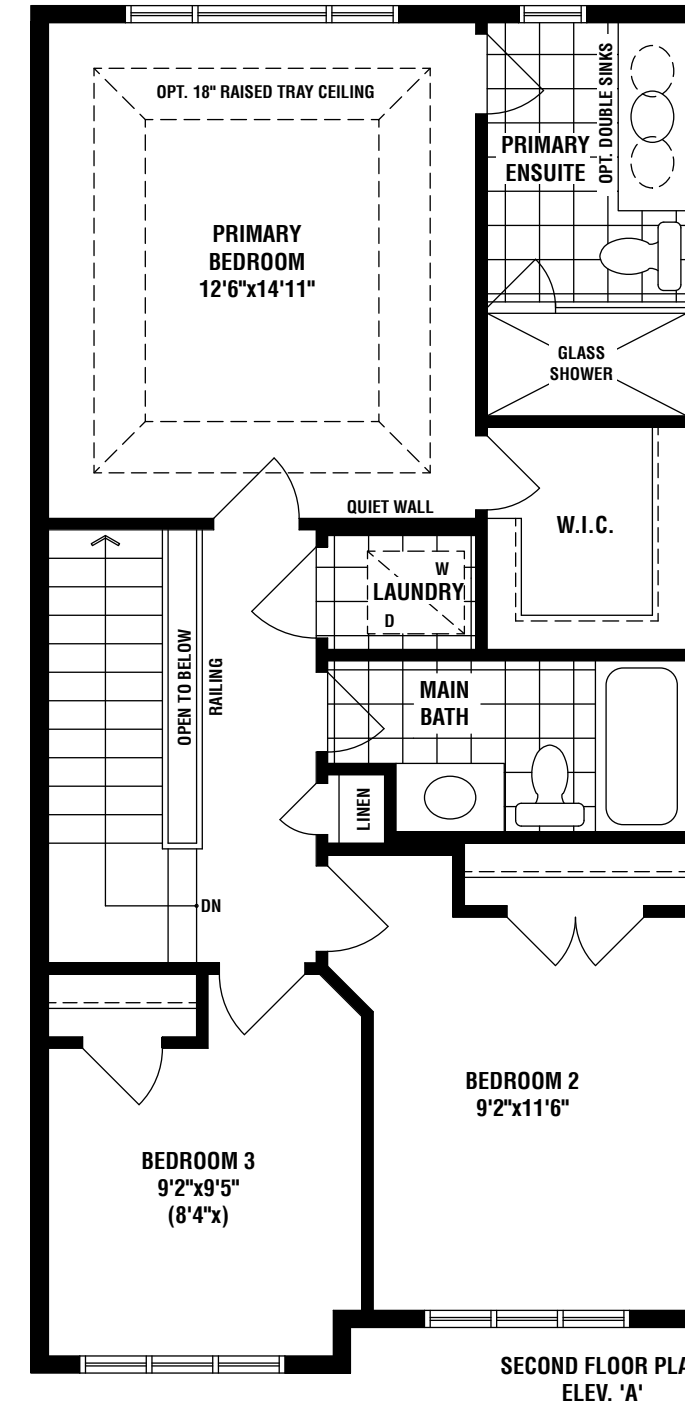 OPT. 18" RAISED TRAY CEILING
OPT. DOUBLE SINKS
PRIMARY
ENSUITE
PRIMARY
BEDROOM
12'6"x14'11"
GLASS
SHOWER
QUIET WALL
W.I.C.
W
LAUNDRY
D
OPEN TO BELOW
RAILING
MAIN
BATH
LINEN
DN
BEDROOM 2
9'2"x11'6"
BEDROOM 3
9'2"x9'5"
(8'4"x)
SECOND FLOOR PLA
ELEV. 'A'